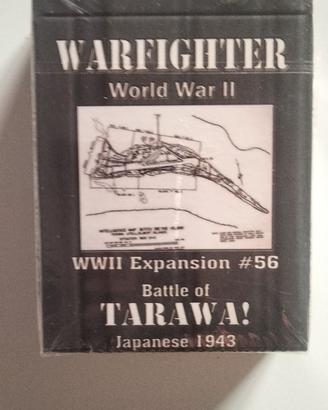 WARFIGHTER
World War II
WWII Expansion #56
Battle of
TARAWA!
Japanese 1943